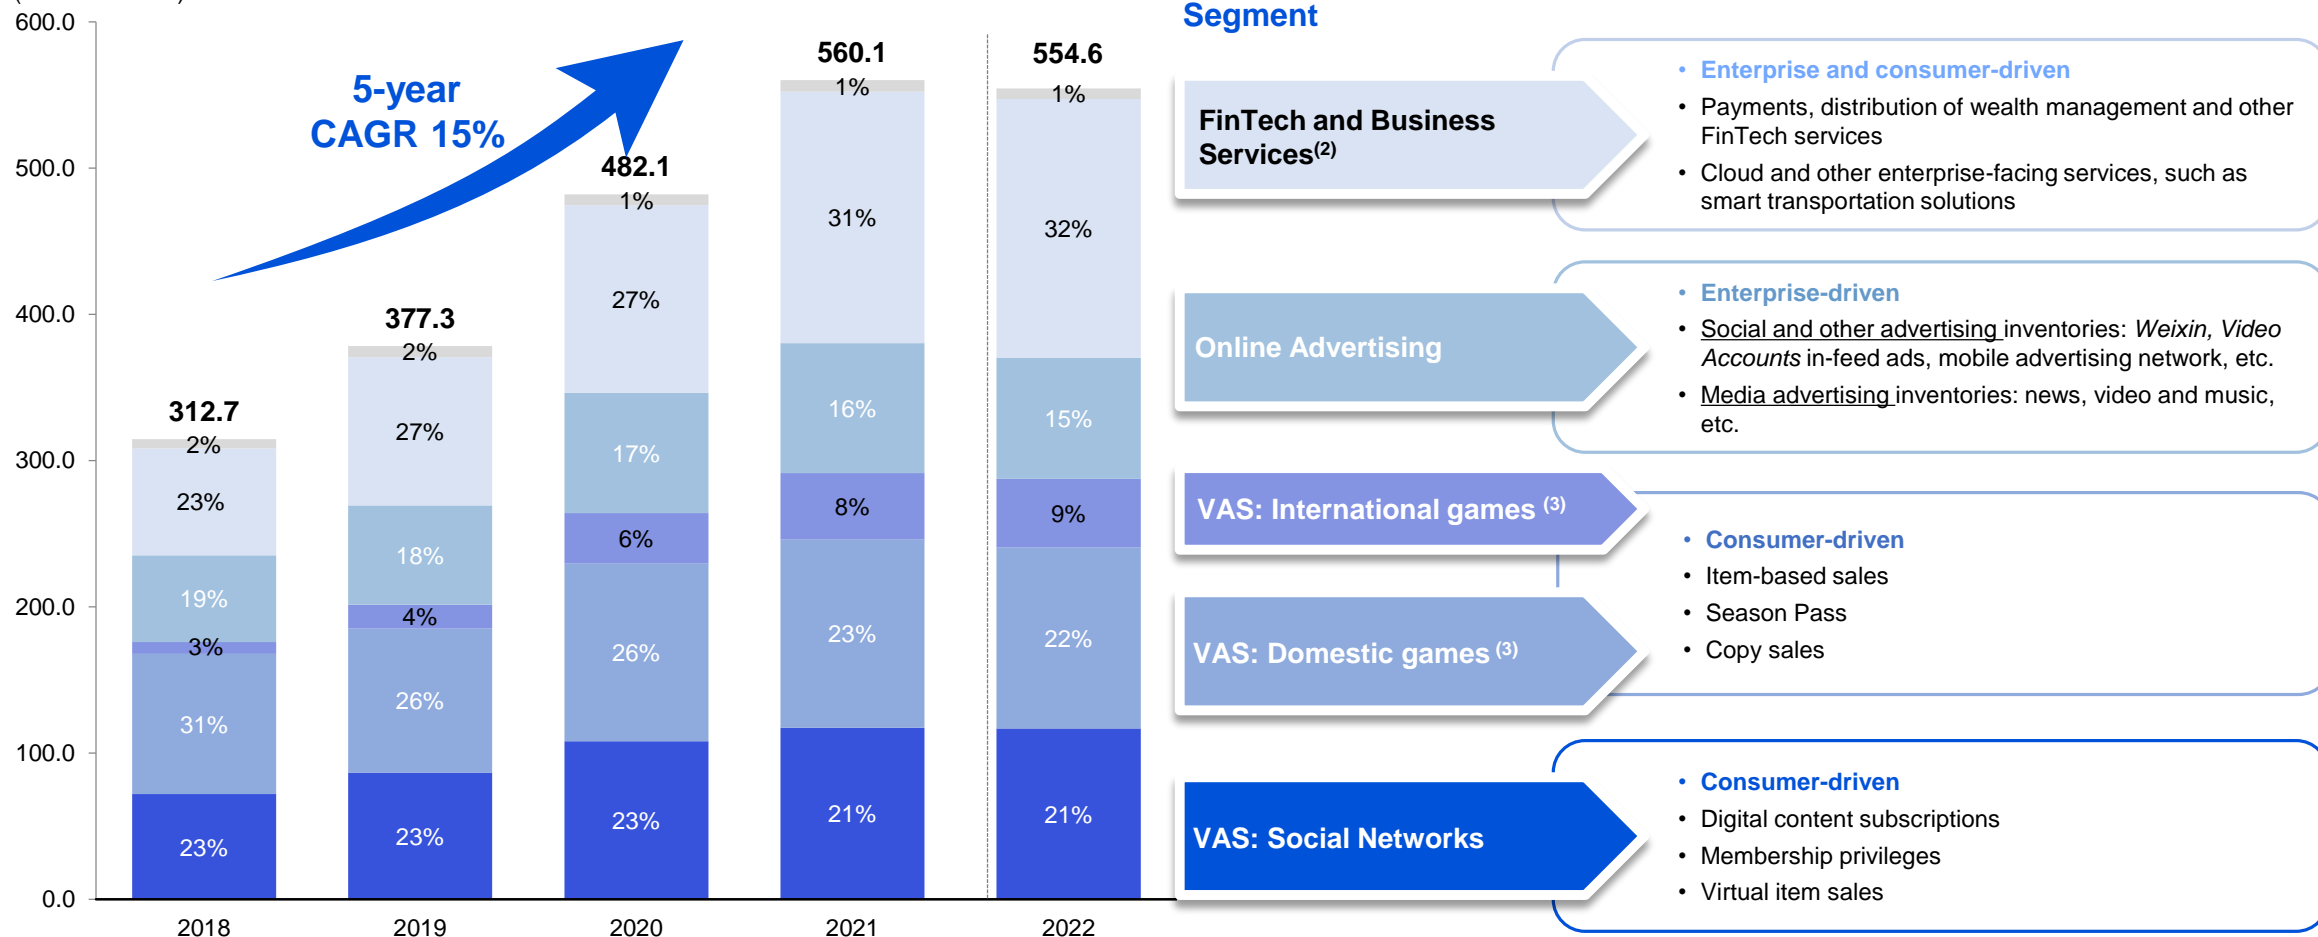 600.0
500.0
400.0
300.0
200.0
100.0
0.0
5-year
CAGR 15%
312.7
2%
23%
19%
3%
31%
23%
2018
377.3
2%
27%
18%
4%
26%
23%
2019
482.1
1%
27%
17%
6%
26%
23%
2020
560.1
1%
31%
16%
8%
23%
21%
2021
554.6
1%
32%
15%
9%
22%
21%
2022
Segment
FinTech and Business
Services(2)
• Enterprise and consumer-driven
• Payments, distribution of wealth management and other
FinTech services
• Cloud and other enterprise-facing services, such as
smart transportation solutions
Online Advertising
• Enterprise-driven
• Social and other advertising inventories: Weixin, Video
Accounts in-feed ads, mobile advertising network, etc.
• Media advertising inventories: news, video and music,
etc.
VAS: International games (3)
VAS: Domestic games (3)
• Consumer-driven
• Item-based sales
• Season Pass
• Copy sales
VAS: Social Networks
• Consumer-driven
• Digital content subscriptions
• Membership privileges
• Virtual item sales